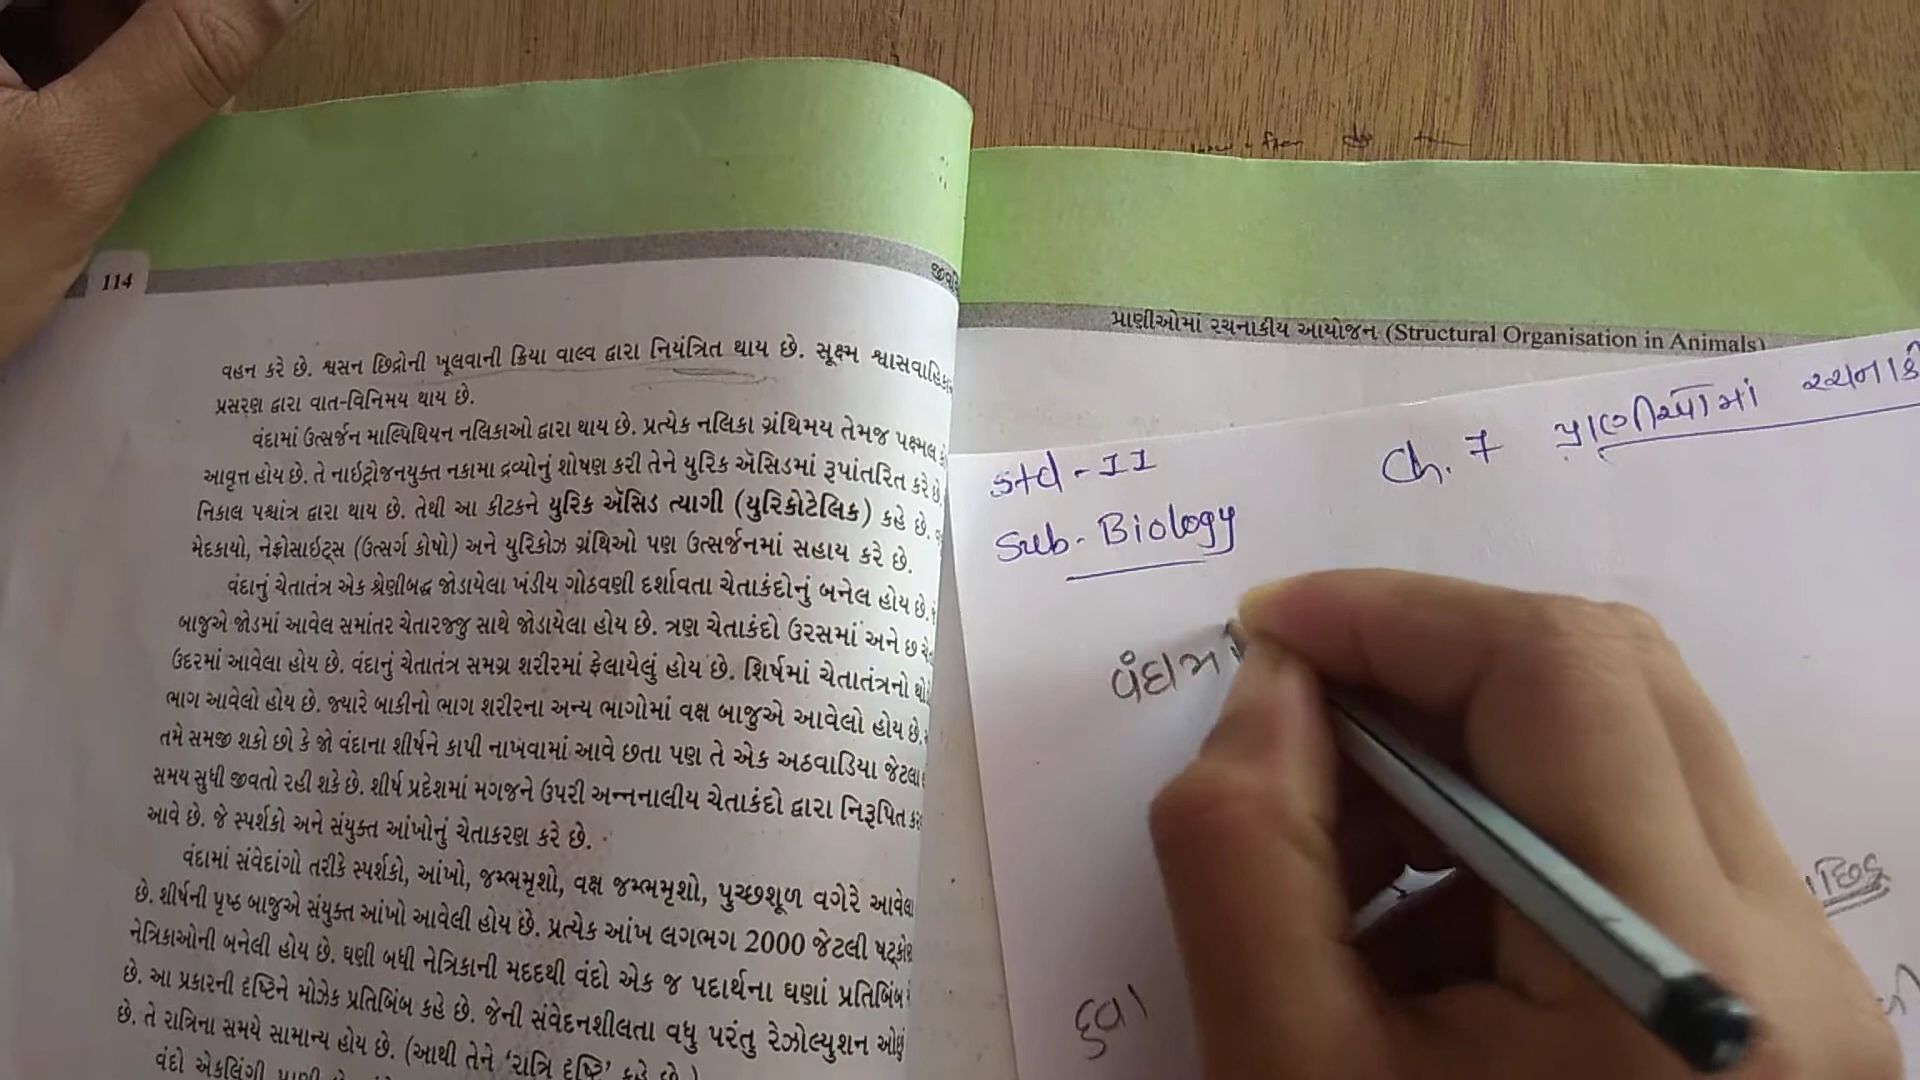 114
પ્રાણીઓમાં રચનાકીય આયોજન (Structural Organisation in Animals)
વહન કરે છે. શ્વસન છિદ્રોની ખૂલવાની ક્રિયા વાલ્વ દ્વારા નિયંત્રિત થાય છે. સૂક્ષ્મ
પ્રસરણ દ્વારા વાત-વિનિમય થાય છે.
વંદામાં ઉત્સર્જન માલ્પિઘિયન નલિકાઓ દ્વારા થાય છે. પ્રત્યેક નલિકા ગ્રંથિમય તેમજ પક્ષ્મલ
આવૃત્ત હોય છે. તે નાઇટ્રોજનયુક્ત નકામા દ્રવ્યોનું શોષણ કરી તેને યુરિક ઍસિડમાં રૂપાંતરિત કરે છે.
નિકાલ પશ્ચાંત્ર દ્વારા થાય છે. તેથી આ કીટકને યુરિક ઍસિડ ત્યાગી (યુરિકોટેલિક) કહે છે.
મેદકાયો, નેફ્રોસાઇટ્સ (ઉત્સર્ગ કોષો) અને યુરિકોઝ ગ્રંથિઓ પણ ઉત્સર્જનમાં સહાય કરે છે.
વંદાનું ચેતાતંત્ર એક શ્રેણીબદ્ધ જોડાયેલા ખંડીય ગોઠવણી દર્શાવતા ચેતાકંદોનું બનેલ હોય છે.
બાજુએ જોડમાં આવેલ સમાંતર ચેતારજ્જુ સાથે જોડાયેલા હોય છે. ત્રણ ચેતાકંદો ઉરસમાં અને છ
ઉદરમાં આવેલા હોય છે. વંદાનું ચેતાતંત્ર સમગ્ર શરીરમાં ફેલાયેલું હોય છે. શિર્ષમાં ચેતાતંત્રનો
ભાગ આવેલો હોય છે. જ્યારે બાકીનો ભાગ શરીરના અન્ય ભાગોમાં વક્ષ બાજુએ આવેલો હોય છે.
તમે સમજી શકો છો કે જો વંદાના શીર્ષને કાપી નાખવામાં આવે છતા પણ તે એક અઠવાડિયા જેટલા
સમય સુધી જીવતો રહી શકે છે. શીર્ષ પ્રદેશમાં મગજને ઉપરી અન્નનાલીય ચેતાકંદો દ્વારા નિરૂપિત
આવે છે. જે સ્પર્શકો અને સંયુક્ત આંખોનું ચેતાકરણ કરે છે.
વંદામાં સંવેદાંગો તરીકે સ્પર્શકો, આંખો, જમ્ભમૃશો, વક્ષ જમ્ભમૃશો, પુચ્છશૂળ વગેરે આવેલા
છે. શીર્ષની પૃષ્ઠ બાજુએ સંયુક્ત આંખો આવેલી હોય છે. પ્રત્યેક આંખ લગભગ 2000 જેટલી
નેત્રિકાઓની બનેલી હોય છે. ઘણી બધી નેત્રિકાની મદદથી વંદો એક જ પદાર્થના ઘણાં પ્રતિબિંબ
છે. આ પ્રકારની દૃષ્ટિને મોઝેક પ્રતિબિંબ કહે છે. જેની સંવેદનશીલતા વધુ પરંતુ રેઝોલ્યુશન ઓછું
છે. તે રાત્રિના સમયે સામાન્ય હોય છે. (આથી તેને ‘રાત્રિ દૃષ્ટિ’ કહે છે.)
વંદો એકલિંગી
Std - 11
Ch. 7 પ્રાણીઓમાં
Sub - Biology
હવા